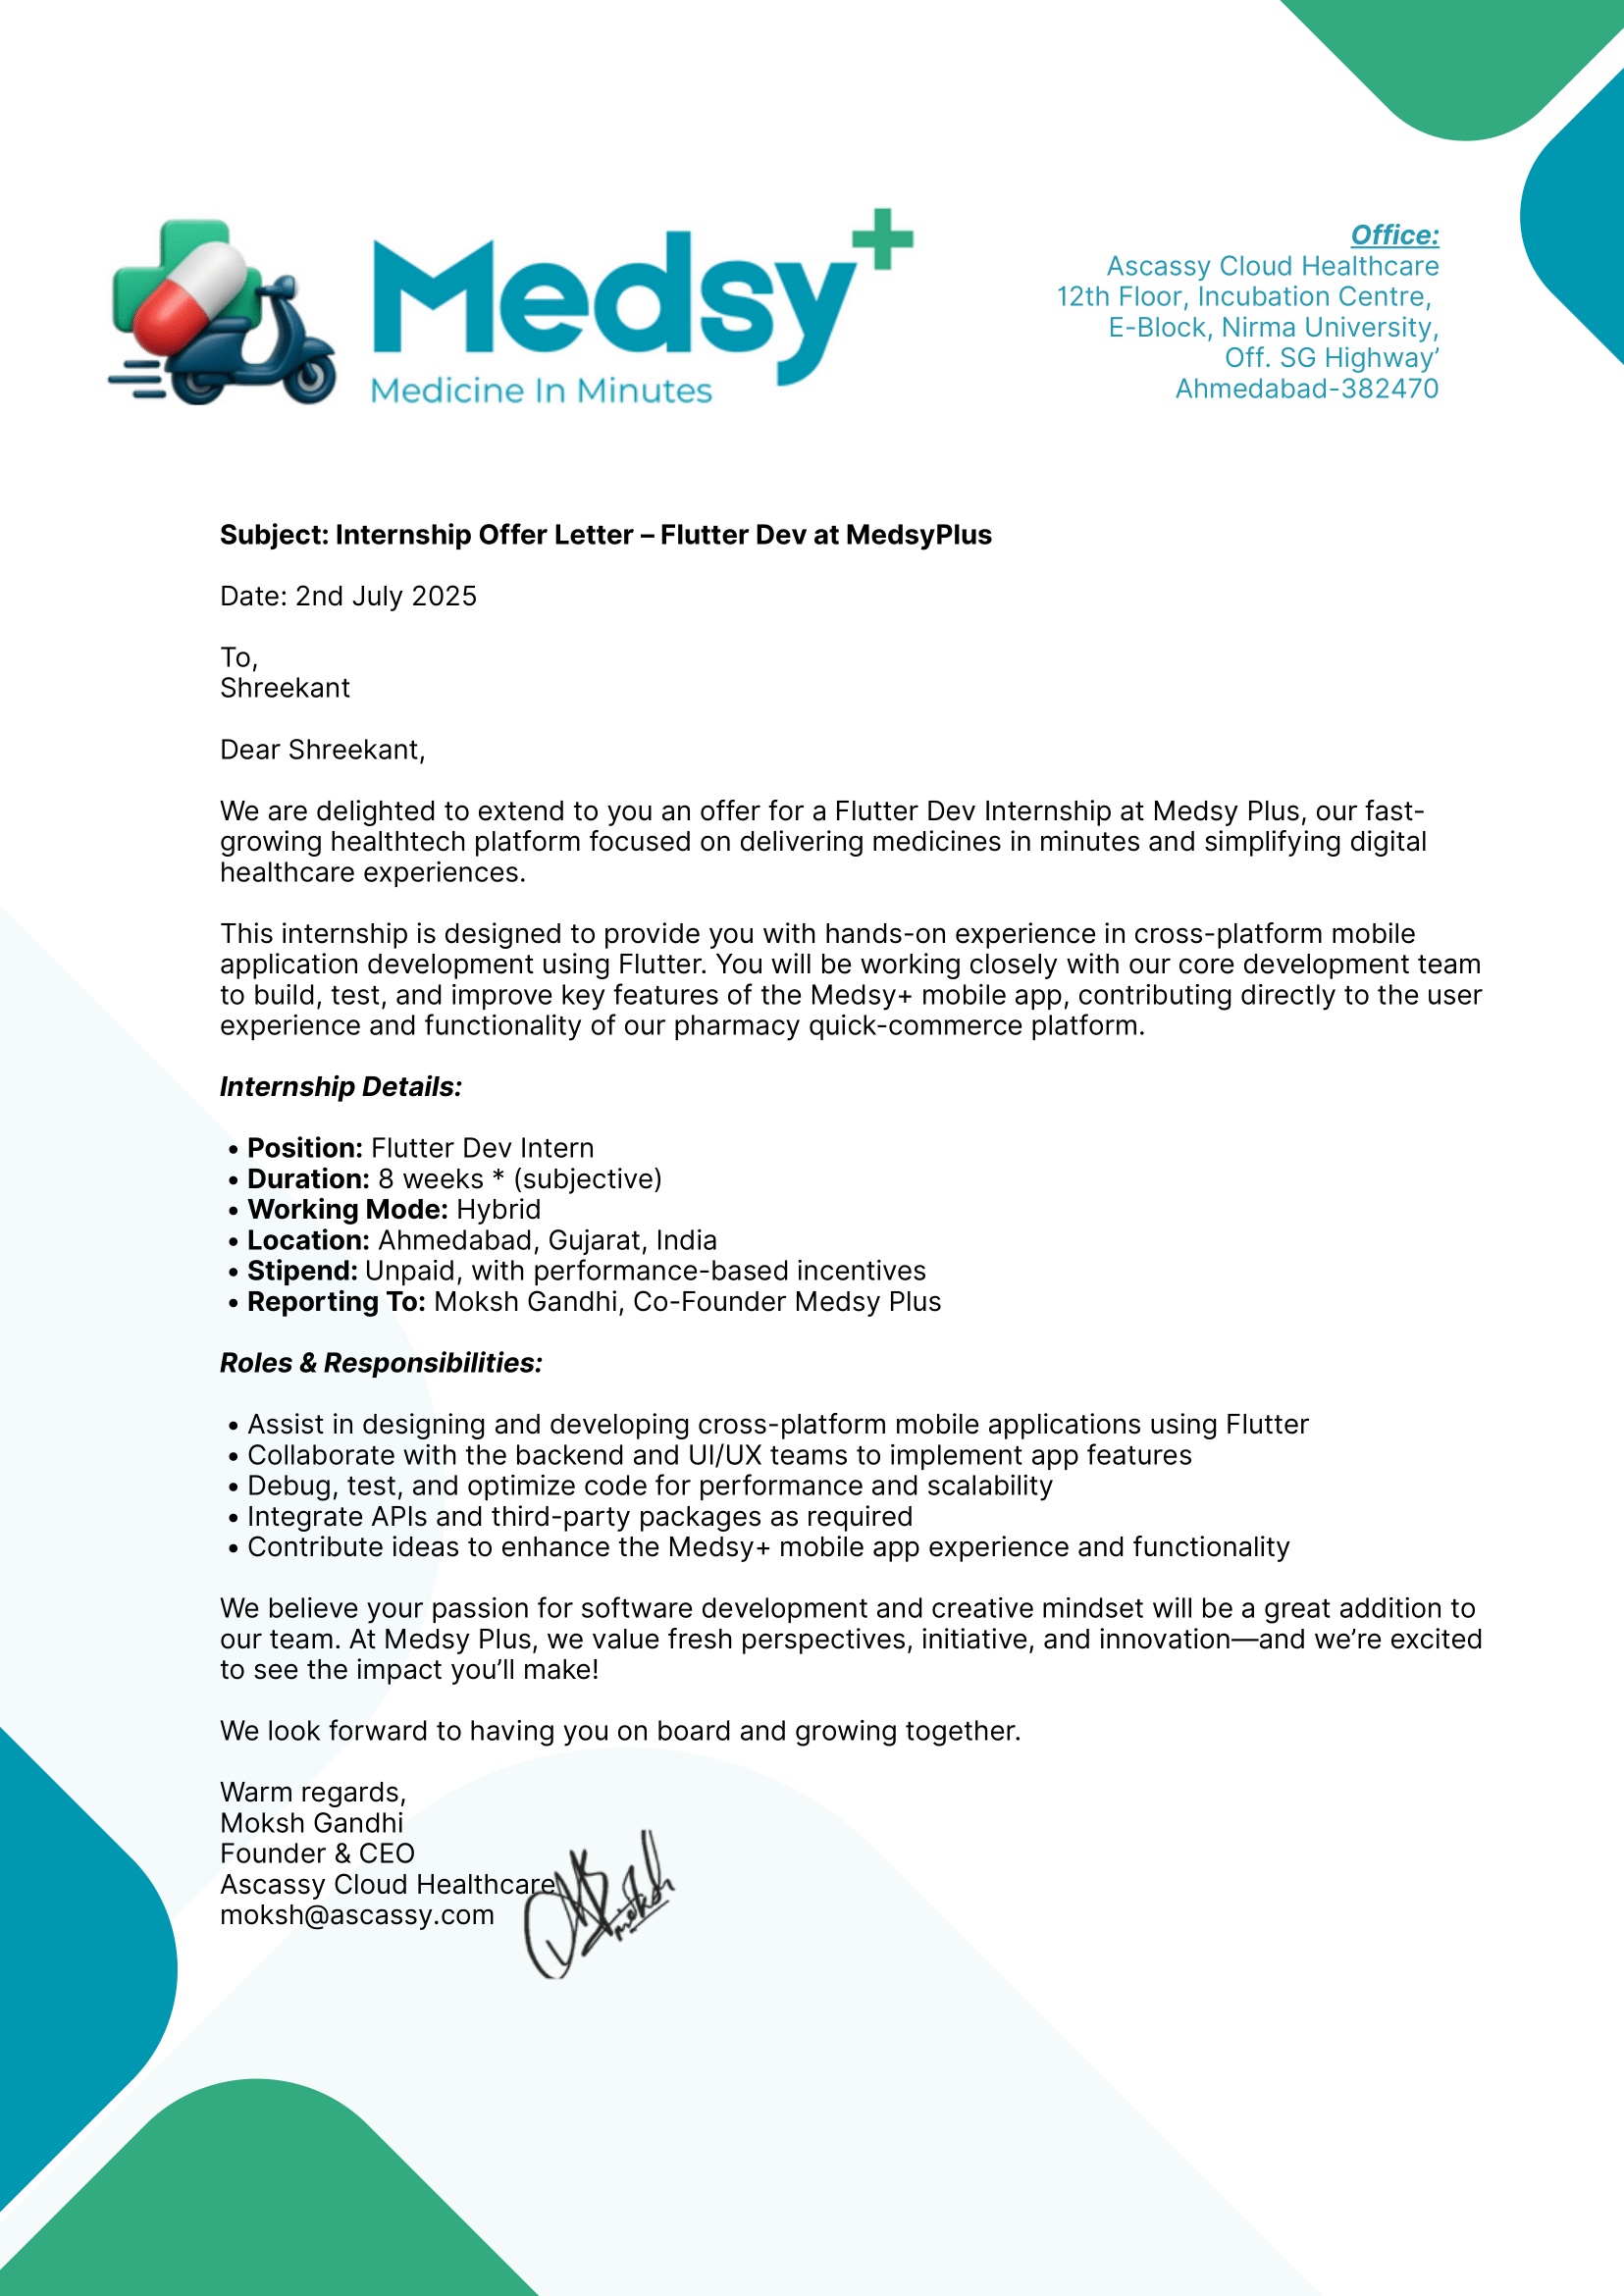 Medsy+
Medicine In Minutes
Office:
Ascassy Cloud Healthcare
12th Floor, Incubation Centre,
E-Block, Nirma University,
Off. SG Highway’
Ahmedabad-382470
Subject: Internship Offer Letter – Flutter Dev at MedsyPlus
Date: 2nd July 2025
To,
Shreekant
Dear Shreekant,
We are delighted to extend to you an offer for a Flutter Dev Internship at Medsy Plus, our fast-
growing healthtech platform focused on delivering medicines in minutes and simplifying digital
healthcare experiences.
This internship is designed to provide you with hands-on experience in cross-platform mobile
application development using Flutter. You will be working closely with our core development team
to build, test, and improve key features of the Medsy+ mobile app, contributing directly to the user
experience and functionality of our pharmacy quick-commerce platform.
Internship Details:
• Position: Flutter Dev Intern
• Duration: 8 weeks * (subjective)
• Working Mode: Hybrid
• Location: Ahmedabad, Gujarat, India
• Stipend: Unpaid, with performance-based incentives
• Reporting To: Moksh Gandhi, Co-Founder Medsy Plus
Roles & Responsibilities:
• Assist in designing and developing cross-platform mobile applications using Flutter
• Collaborate with the backend and UI/UX teams to implement app features
• Debug, test, and optimize code for performance and scalability
• Integrate APIs and third-party packages as required
• Contribute ideas to enhance the Medsy+ mobile app experience and functionality
We believe your passion for software development and creative mindset will be a great addition to
our team. At Medsy Plus, we value fresh perspectives, initiative, and innovation—and we’re excited
to see the impact you’ll make!
We look forward to having you on board and growing together.
Warm regards,
Moksh Gandhi
Founder & CEO
Ascassy Cloud Healthcare
moksh@ascassy.com